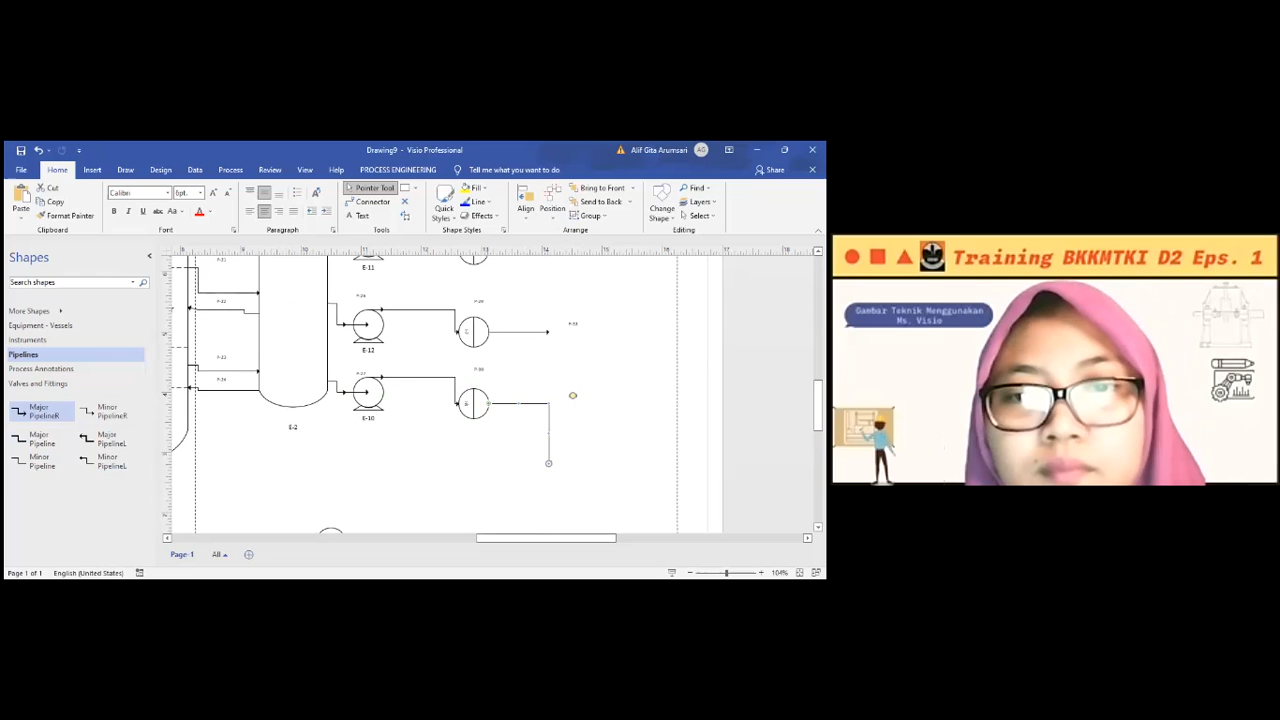 Drawing9 - Visio Professional
Alif Gita Arumsari
AG
File
Home
Insert
Draw
Design
Data
Process
Review
View
Help
PROCESS ENGINEERING
Tell me what you want to do
Share
Paste
Cut
Copy
Format Painter
Clipboard
Calibri
6pt.
Font
Paragraph
Pointer Tool
Connector
Text
Tools
Quick
Styles
Fill
Line
Effects
Shape Styles
Align
Position
Bring to Front
Send to Back
Group
Arrange
Change
Shape
Find
Layers
Select
Editing
Shapes
Search shapes
More Shapes
Equipment - Vessels
Instruments
Pipelines
Process Annotations
Valves and Fittings
Major
PipelineR
Minor
PipelineR
Major
Pipeline
Major
PipelineL
Minor
Pipeline
Minor
PipelineL
E-11
E-12
E-10
E-2
Page-1
All
Page 1 of 1
English (United States)
104%
Training BKKMTKI D2 Eps. 1
Gambar Teknik Menggunakan
Ms. Visio